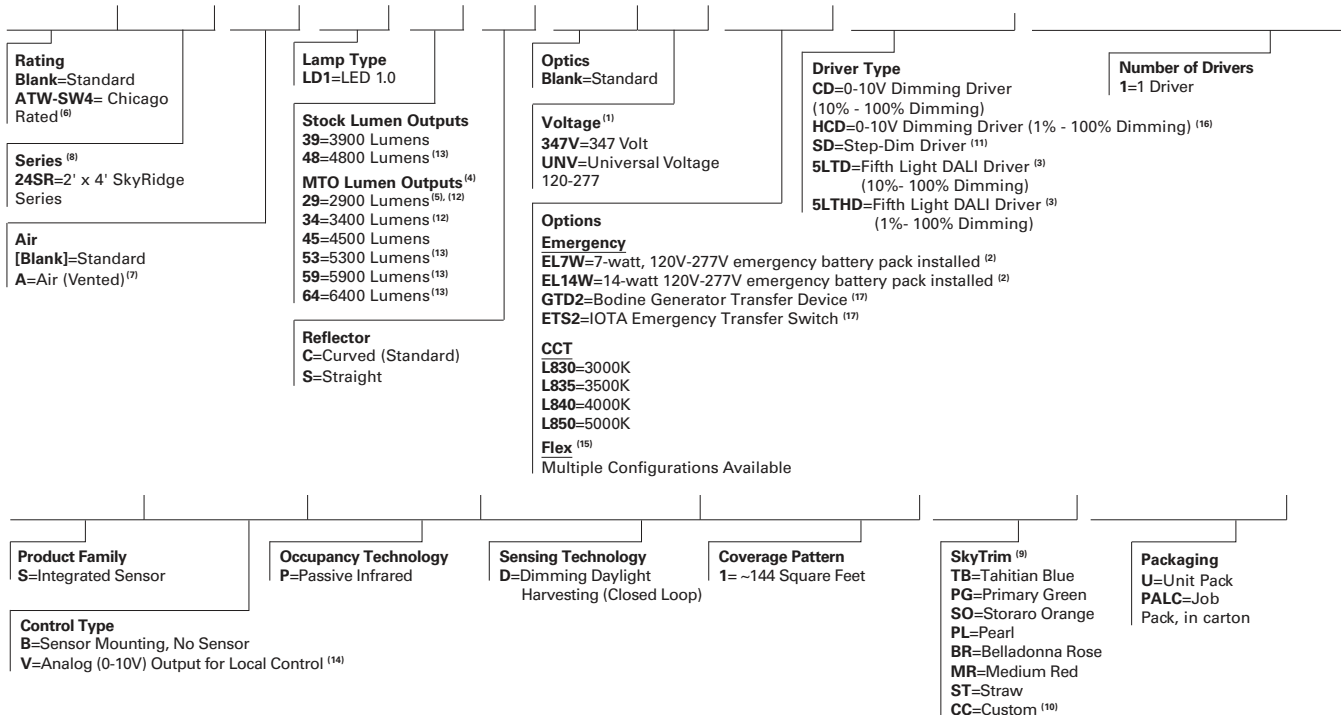 Rating
Blank=Standard
ATW-SW4= Chicago
Rated (6)
Series (8)
24SR=2' x 4' SkyRidge
Series
Air
[Blank]=Standard
A=Air (Vented) (7)
Lamp Type
LD1=LED 1.0
Stock Lumen Outputs
39=3900 Lumens
48=4800 Lumens (13)
MTO Lumen Outputs (4)
29=2900 Lumens (5), (12)
34=3400 Lumens (12)
45=4500 Lumens
53=5300 Lumens (13)
59=5900 Lumens (13)
64=6400 Lumens (13)
Reflector
C=Curved (Standard)
S=Straight
Optics
Blank=Standard
Voltage (1)
347V=347 Volt
UNV=Universal Voltage
120-277
Options
Emergency
EL7W=7-watt, 120V-277V emergency battery pack installed (2)
EL14W=14-watt 120V-277V emergency battery pack installed (2)
GTD2=Bodine Generator Transfer Device (17)
ETS2=IOTA Emergency Transfer Switch (17)
CCT
L830=3000K
L835=3500K
L840=4000K
L850=5000K
Flex (15)
Multiple Configurations Available
Driver Type
CD=0-10V Dimming Driver
(10% - 100% Dimming)
HCD=0-10V Dimming Driver (1% - 100% Dimming) (16)
SD=Step-Dim Driver (11)
5LTD=Fifth Light DALI Driver (3)
(10%- 100% Dimming)
5LTHD=Fifth Light DALI Driver (3)
(1%- 100% Dimming)
Number of Drivers
1=1 Driver
Product Family
S=Integrated Sensor
Control Type
B=Sensor Mounting, No Sensor
V=Analog (0-10V) Output for Local Control (14)
Occupancy Technology
P=Passive Infrared
Sensing Technology
D=Dimming Daylight
Harvesting (Closed Loop)
Coverage Pattern
1= ~144 Square Feet
SkyTrim (9)
TB=Tahitian Blue
PG=Primary Green
SO=Storaro Orange
PL=Pearl
BR=Belladonna Rose
MR=Medium Red
ST=Straw
CC=Custom (10)
Packaging
U=Unit Pack
PALC=Job
Pack, in carton